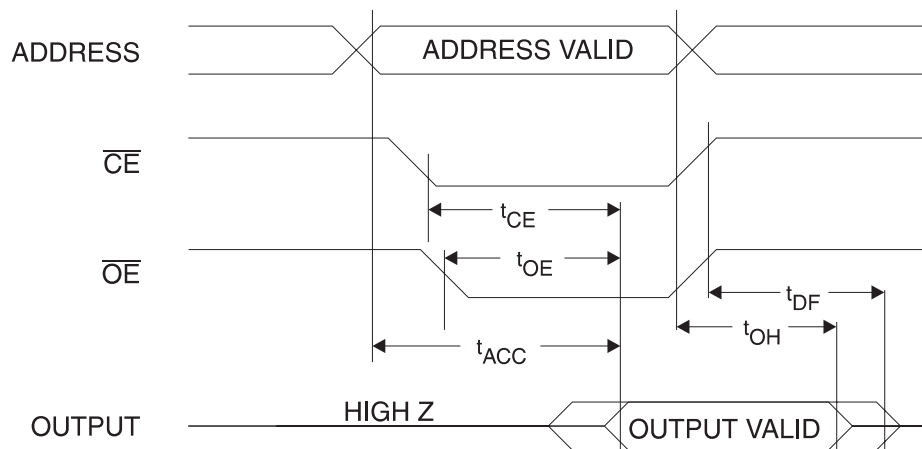 ADDRESS
ADDRESS VALID
CE
tCE
OE
tOE
tDF
tOH
tACC
HIGH Z
OUTPUT
OUTPUT VALID